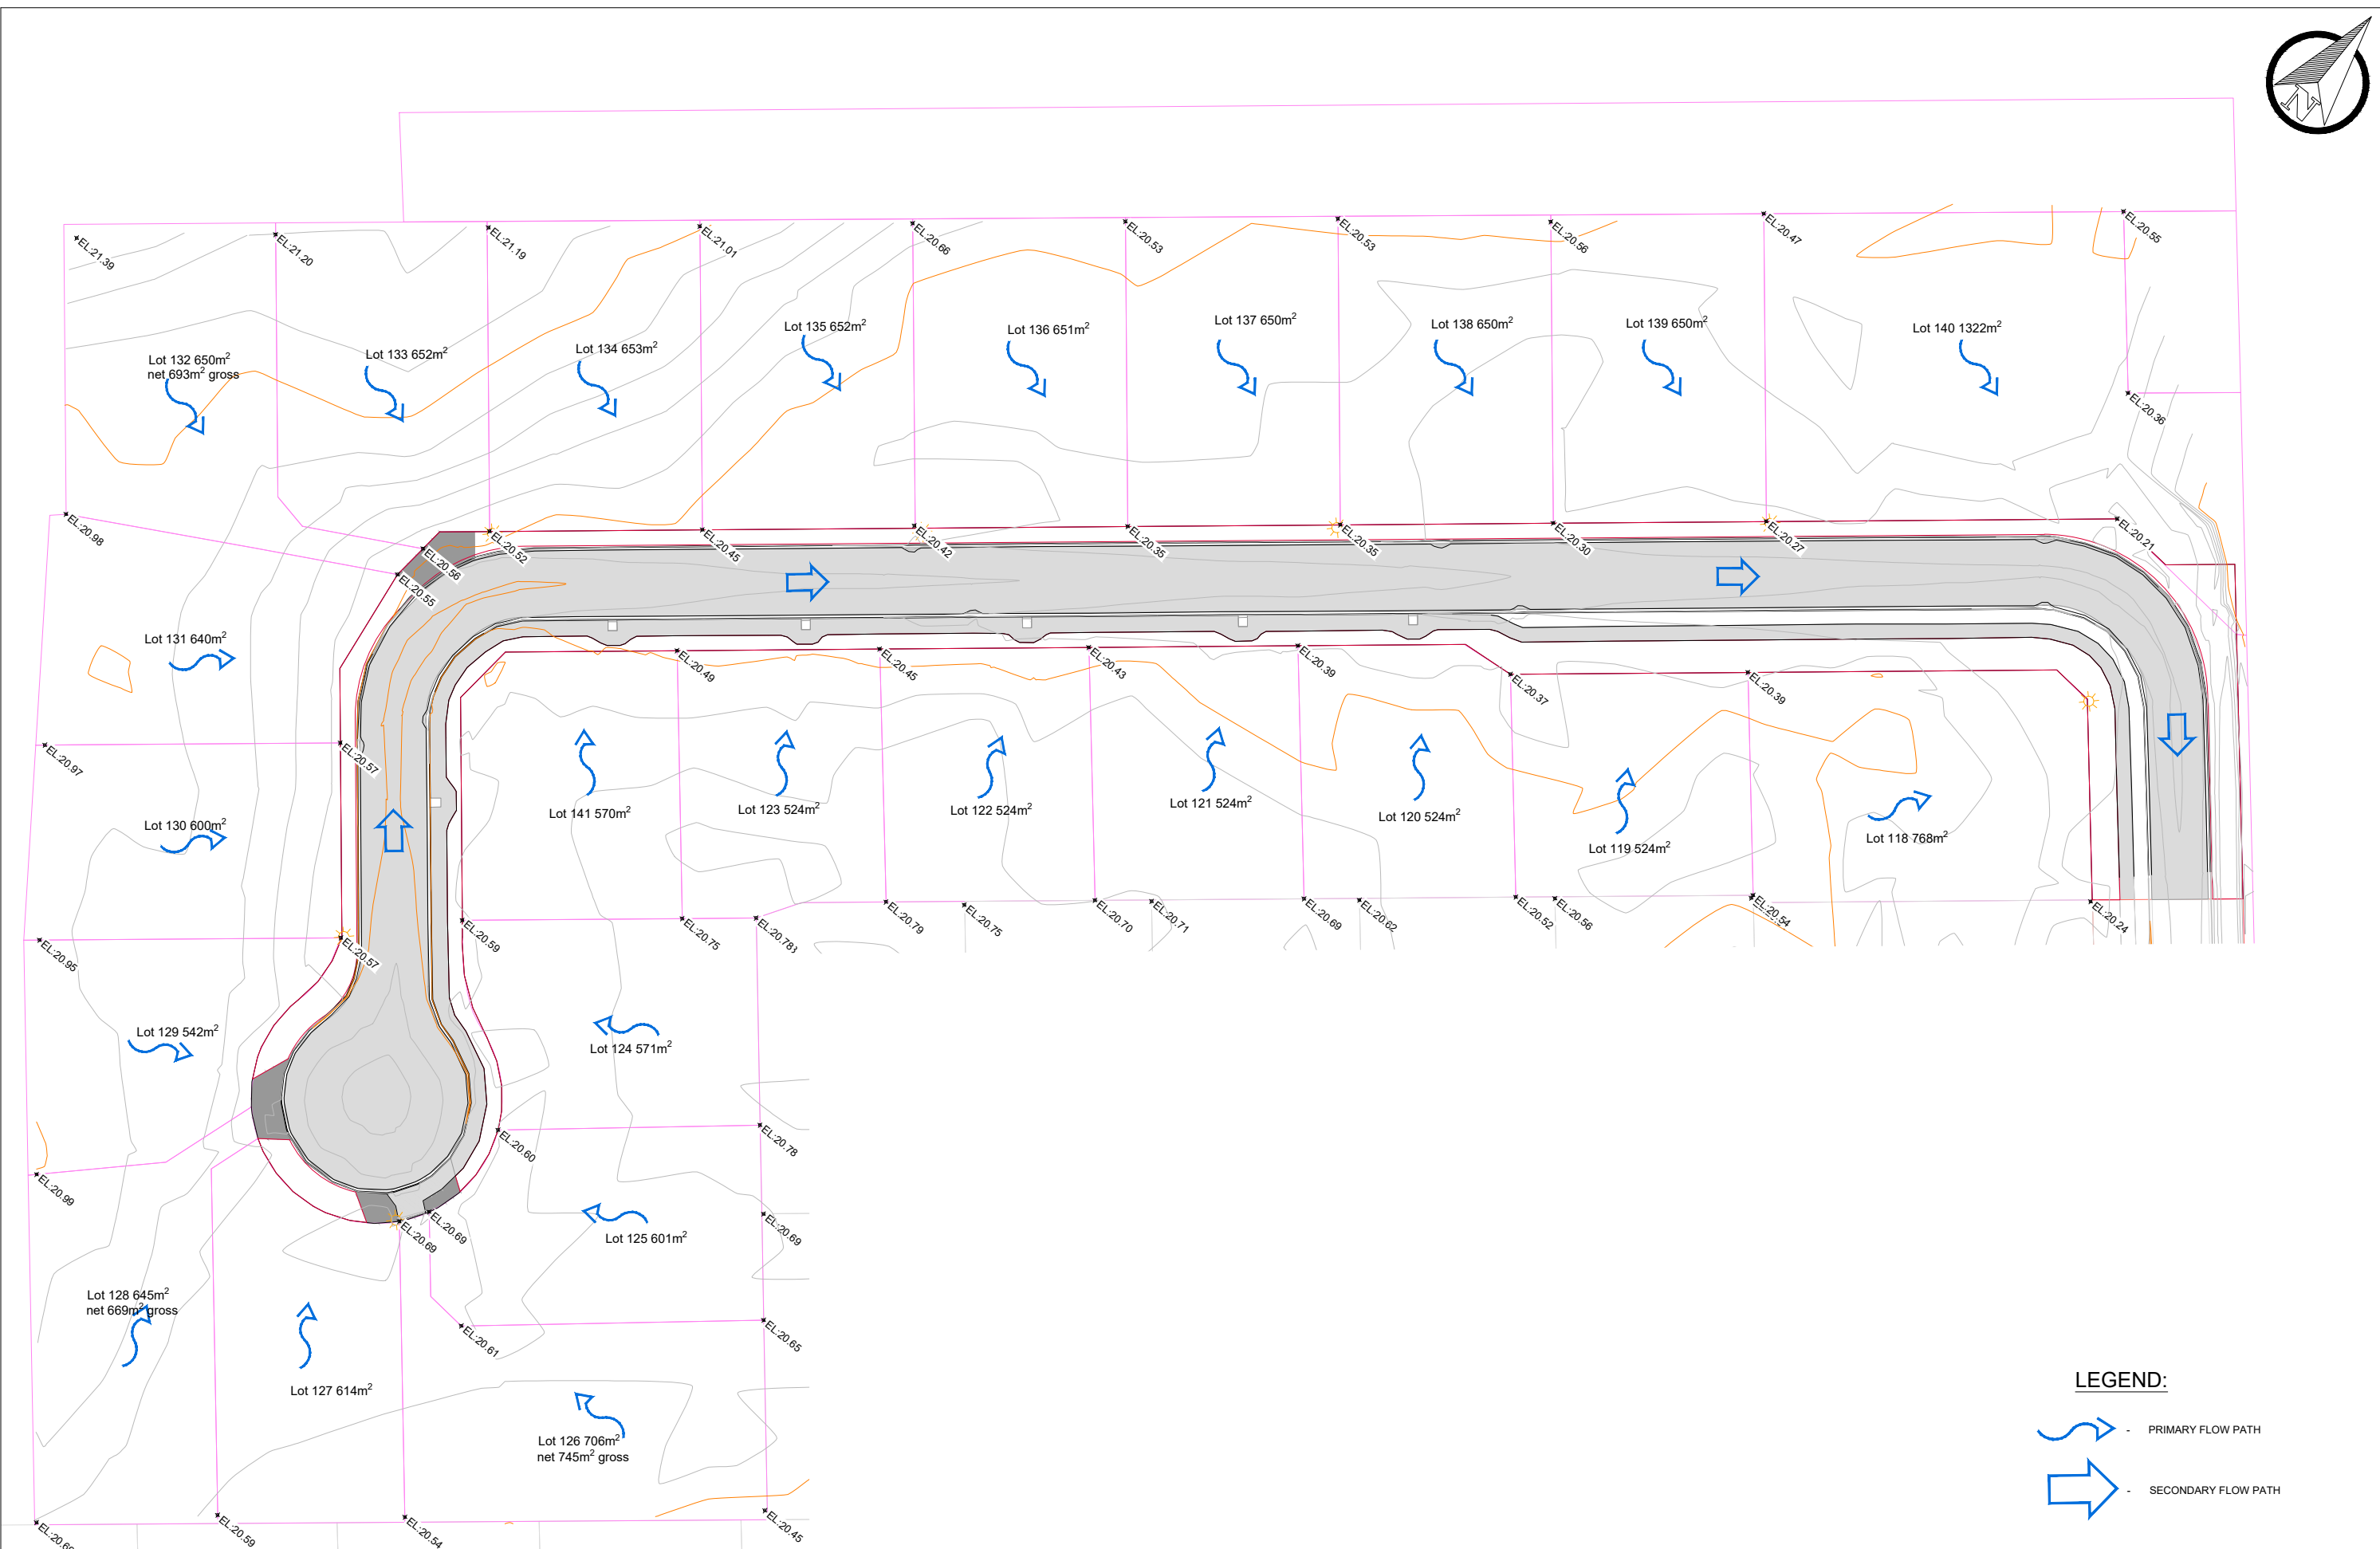 N
EL:21.39
EL:21.20
EL:21.19
EL:21.01
EL:20.66
EL:20.53
EL:20.53
EL:20.56
EL:20.47
EL:20.55
Lot 132 650m²
net 693m² gross
Lot 133 652m²
Lot 134 653m²
Lot 135 652m²
Lot 136 651m²
Lot 137 650m²
Lot 138 650m²
Lot 139 650m²
Lot 140 1322m²
EL:20.36
EL:20.98
EL:20.56
EL:20.55
EL:20.52
EL:20.45
EL:20.42
EL:20.35
EL:20.35
EL:20.30
EL:20.27
EL:20.21
Lot 131 640m²
EL:20.49
EL:20.45
EL:20.43
EL:20.39
EL:20.37
EL:20.39
EL:20.97
EL:20.57
Lot 130 600m²
Lot 141 570m²
Lot 123 524m²
Lot 122 524m²
Lot 121 524m²
Lot 120 524m²
Lot 119 524m²
Lot 118 768m²
EL:20.95
EL:20.57
EL:20.59
EL:20.75
EL:20.78
EL:20.79
EL:20.75
EL:20.70
EL:20.71
EL:20.69
EL:20.62
EL:20.52
EL:20.56
EL:20.54
EL:20.24
Lot 129 542m²
Lot 124 571m²
EL:20.99
EL:20.60
EL:20.78
EL:20.69
EL:20.69
EL:20.69
Lot 125 601m²
Lot 128 645m²
net 669m² gross
EL:20.61
EL:20.65
Lot 127 614m²
Lot 126 706m²
net 745m² gross
EL:20.59
EL:20.54
EL:20.45
LEGEND:
- PRIMARY FLOW PATH
- SECONDARY FLOW PATH